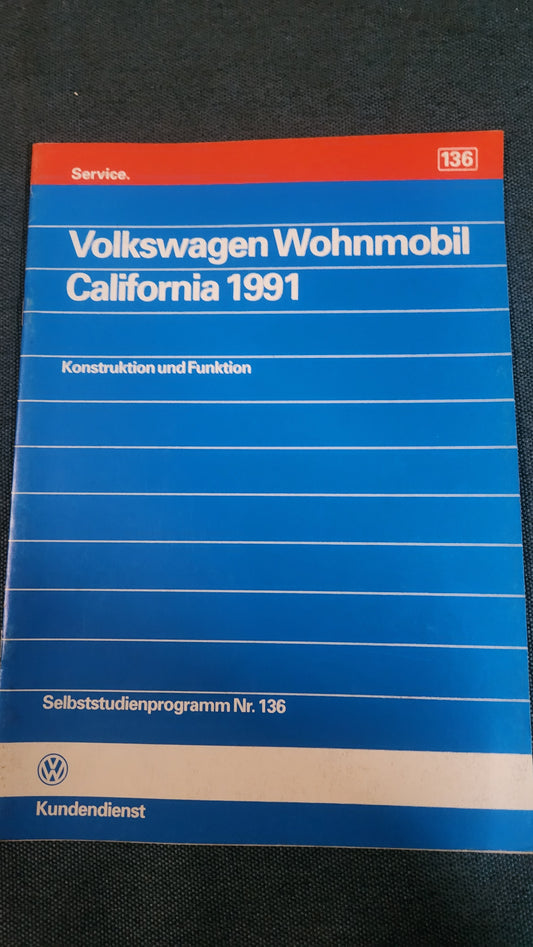 Service.
136
Volkswagen Wohnmobil
California 1991
Konstruktion und Funktion
Selbststudienprogramm Nr. 136
VW
Kundendienst